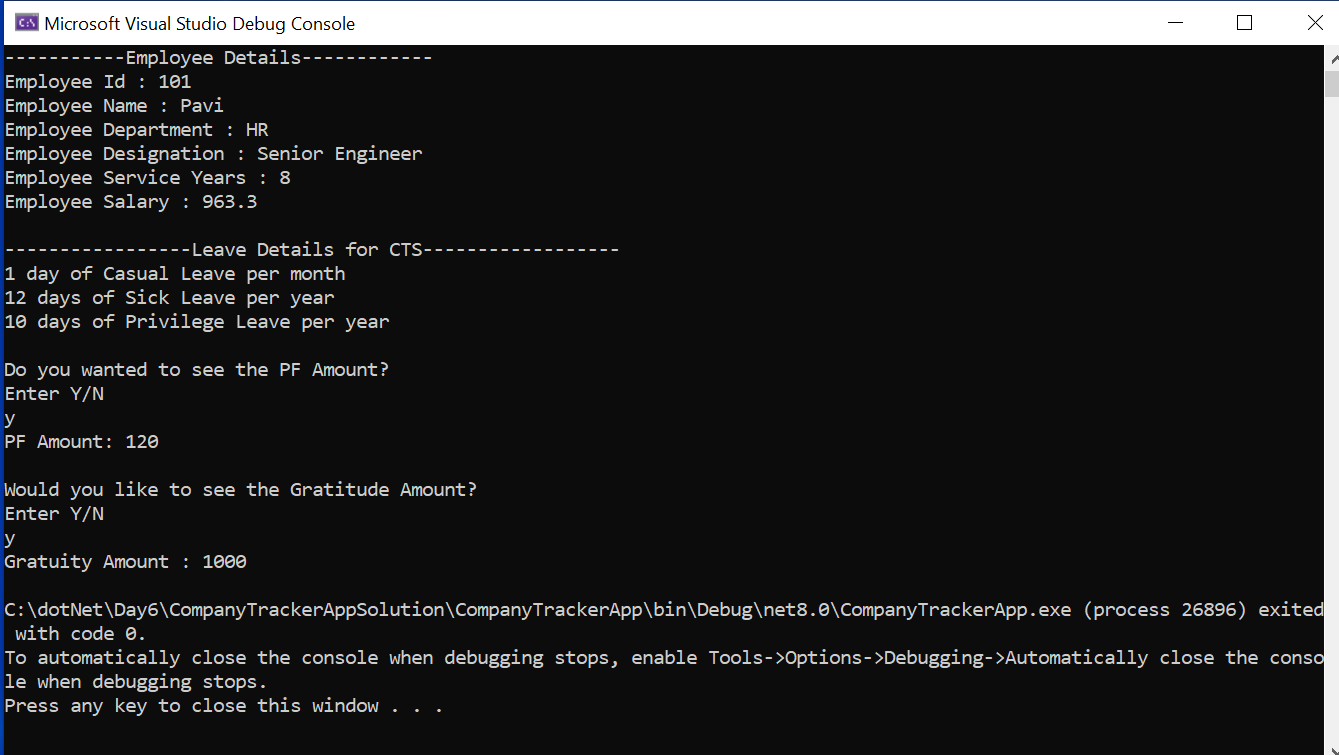 Microsoft Visual Studio Debug Console
-----------Employee Details------------
Employee Id : 101
Employee Name : Pavi
Employee Department : HR
Employee Designation : Senior Engineer
Employee Service Years : 8
Employee Salary : 963.3
-----------------Leave Details for CTS------------------
1 day of Casual Leave per month
12 days of Sick Leave per year
10 days of Privilege Leave per year
Do you wanted to see the PF Amount?
Enter Y/N
y
PF Amount: 120
Would you like to see the Gratitude Amount?
Enter Y/N
y
Gratuity Amount : 1000
C:\dotNet\Day6\CompanyTrackerAppSolution\CompanyTrackerApp\bin\Debug\net8.0\CompanyTrackerApp.exe (process 26896) exited
 with code 0.
To automatically close the console when debugging stops, enable Tools->Options->Debugging->Automatically close the conso
le when debugging stops.
Press any key to close this window . . .